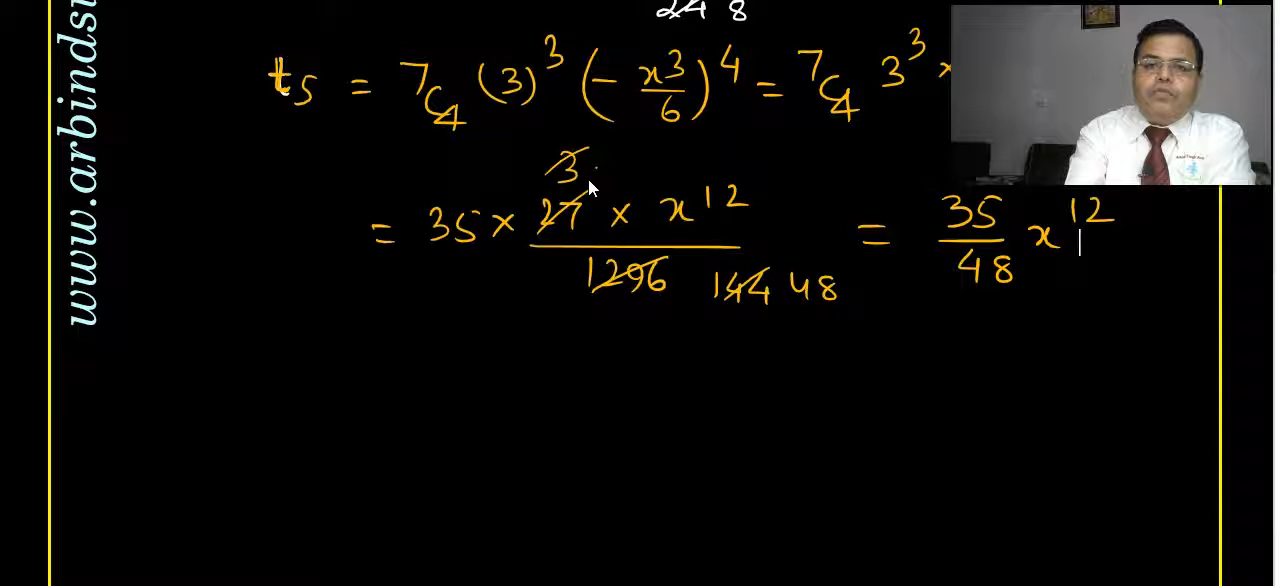 24 8
t5 = 7C4 (3)^3 (- x^3/6)^4 = 7C4 3^3 ×
3
= 35 × 27 × x^12 / 1296 144 48 = 35/48 x^12
www.arbinds